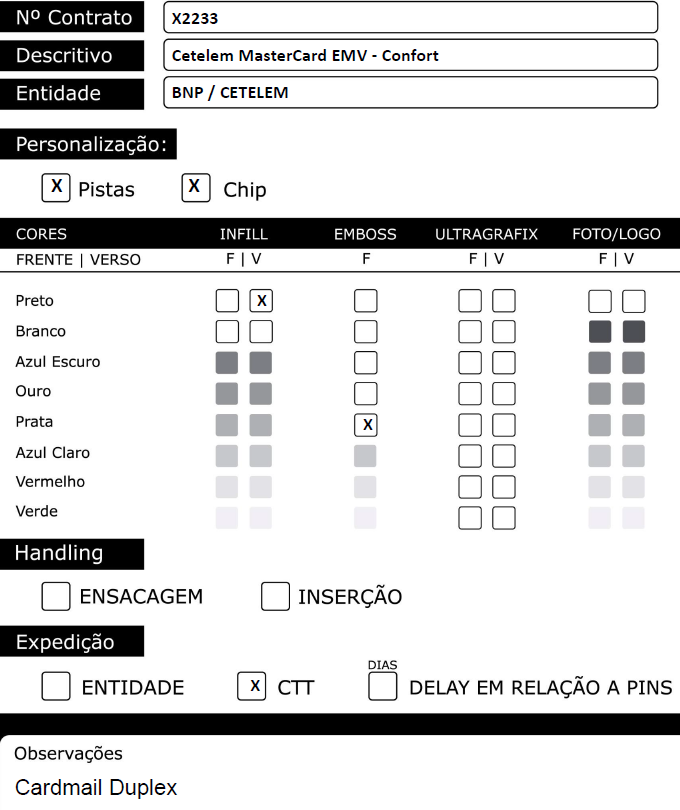 Nº Contrato X2233
Descritivo Cetelem MasterCard EMV - Confort
Entidade BNP / CETELEM
Personalização:
X Pistas X Chip
CORES INFILL EMBOSS ULTRAGRAFIX FOTO/LOGO
FRENTE | VERSO F | V F F | V F | V
Preto X
Branco
Azul Escuro
Ouro
Prata X
Azul Claro
Vermelho
Verde
Handling
ENSACAGEM INSERÇÃO
Expedição
DIAS
ENTIDADE X CTT DELAY EM RELAÇÃO A PINS
Observações
Cardmail Duplex